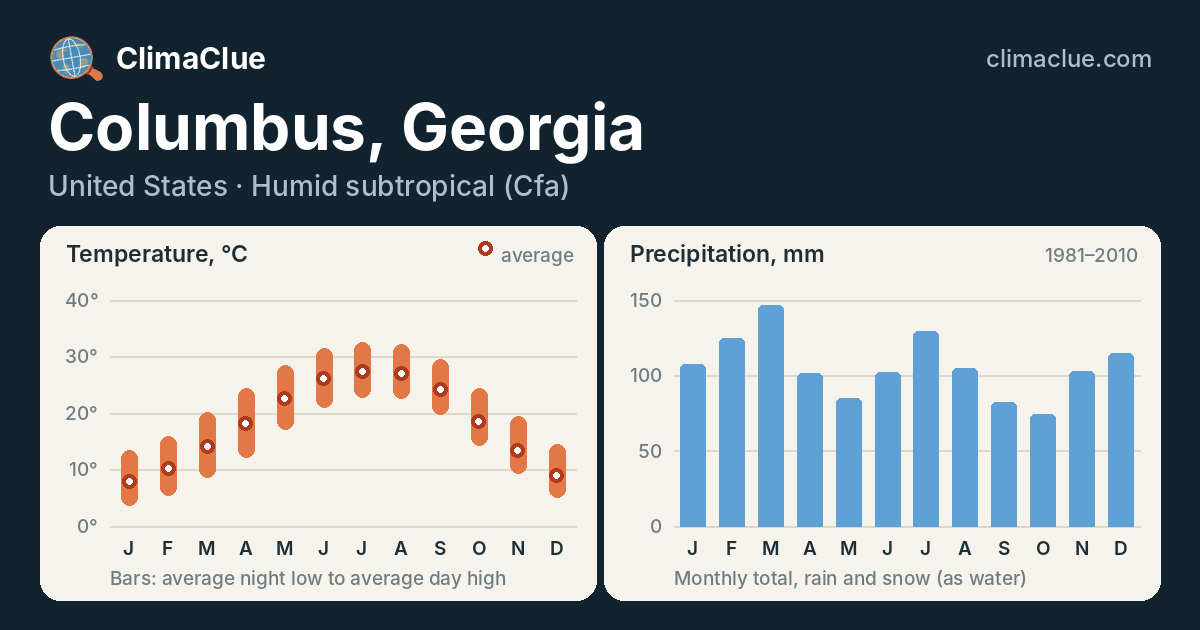 ClimaClue
climaclue.com
Columbus, Georgia
United States · Humid subtropical (Cfa)
Temperature, °C
average
40°
30°
20°
10°
0°
J F M A M J J A S O N D
Bars: average night low to average day high
Precipitation, mm
1981–2010
150
100
50
0
J F M A M J J A S O N D
Monthly total, rain and snow (as water)